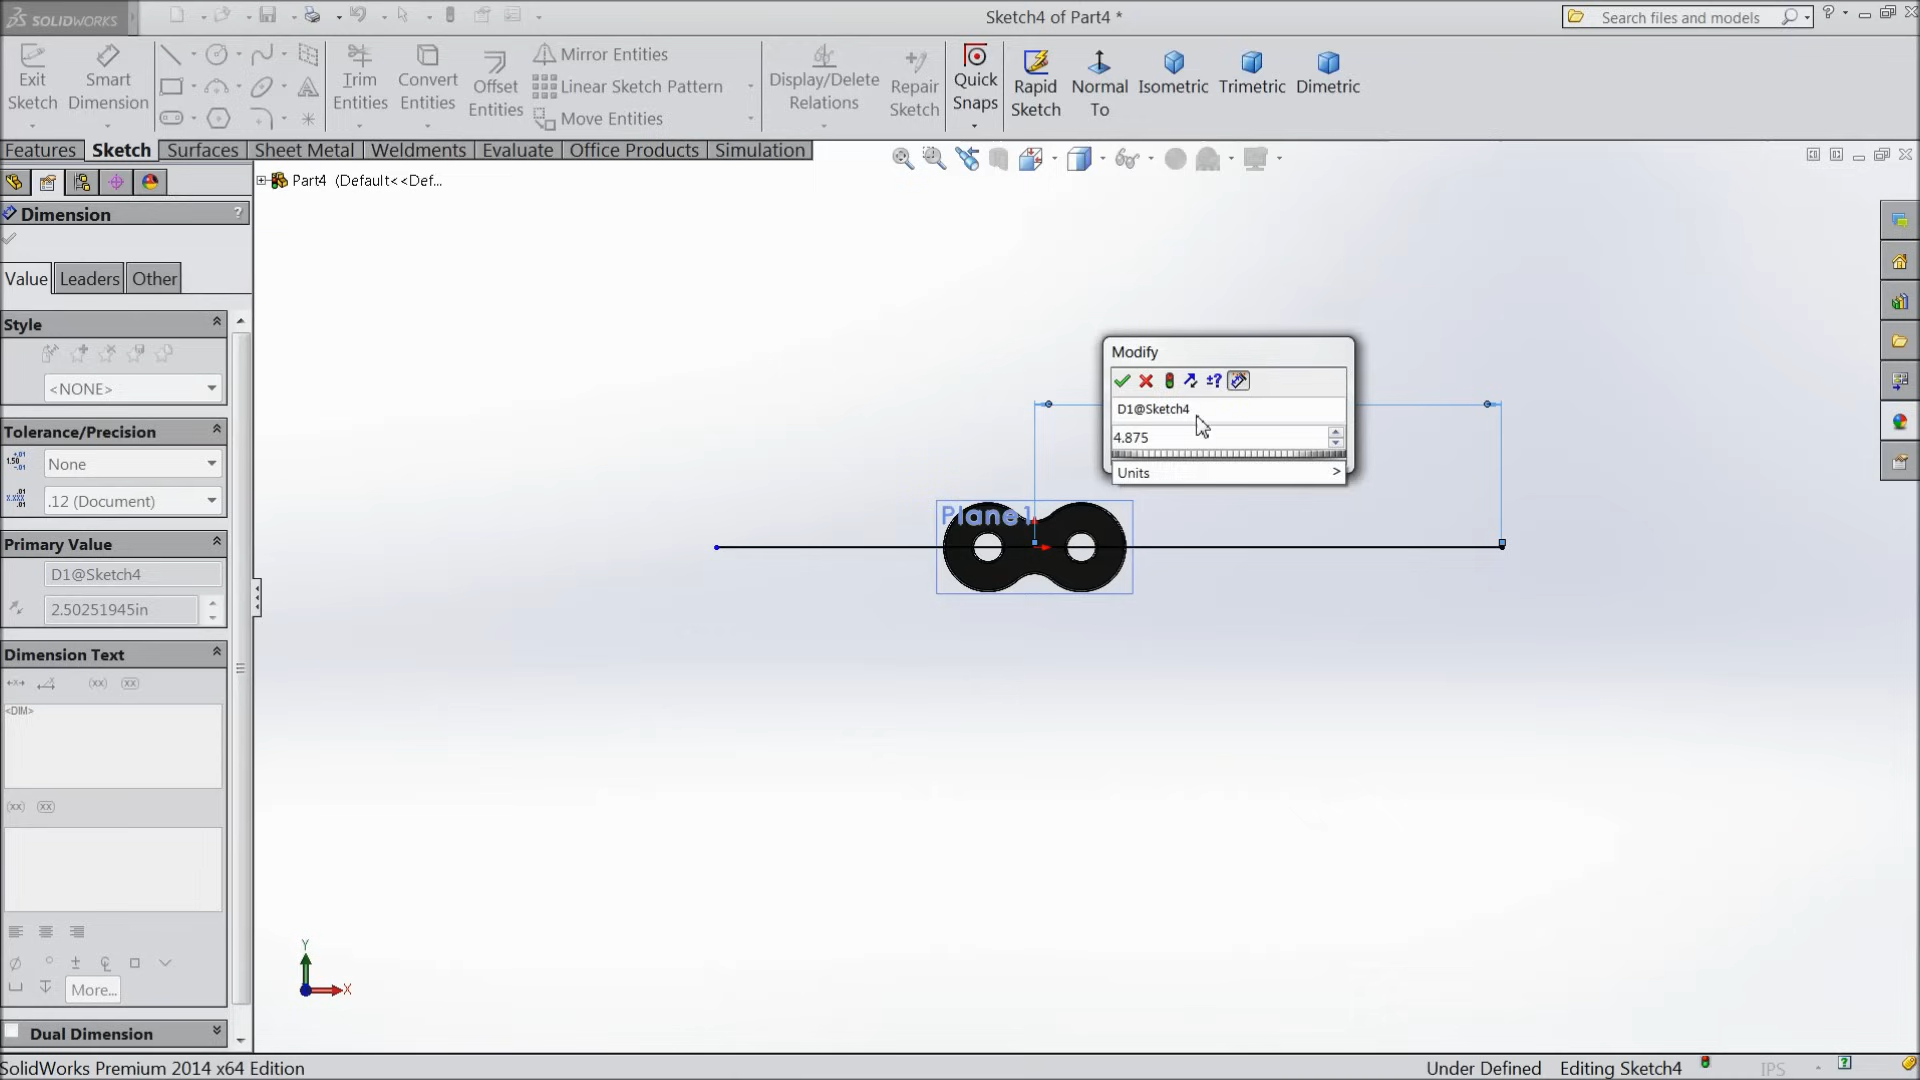 SOLIDWORKS
Sketch4 of Part4 *
Search files and models
Exit Sketch
Smart Dimension
Trim Entities
Convert Entities
Offset Entities
Mirror Entities
Linear Sketch Pattern
Move Entities
Display/Delete Relations
Repair Sketch
Quick Snaps
Rapid Sketch
Normal To
Isometric
Trimetric
Dimetric
Features
Sketch
Surfaces
Sheet Metal
Weldments
Evaluate
Office Products
Simulation
Part4 (Default<<Def...
Dimension
?
Value
Leaders
Other
Style
<NONE>
Tolerance/Precision
None
.12 (Document)
Primary Value
D1@Sketch4
2.50251945in
Dimension Text
(xx)
(xx)
<DIM>
(xx)
(xx)
More...
Dual Dimension
Modify
±?
D1@Sketch4
4.875
Units >
Plane1
Y
X
SolidWorks Premium 2014 x64 Edition
Under Defined
Editing Sketch4
IPS